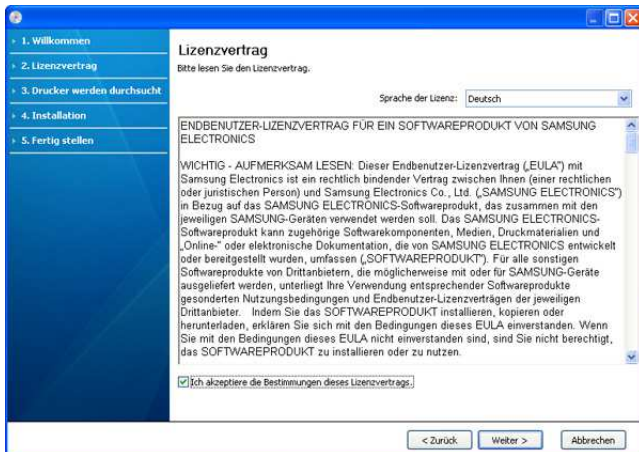 1. Willkommen
2. Lizenzvertrag
3. Drucker werden durchsucht
4. Installation
5. Fertig stellen
Lizenzvertrag
Bitte lesen Sie den Lizenzvertrag.
Sprache der Lizenz: Deutsch
ENDBENUTZER-LIZENZVERTRAG FÜR EIN SOFTWAREPRODUKT VON SAMSUNG
ELECTRONICS
WICHTIG - AUFMERKSAM LESEN: Dieser Endbenutzer-Lizenzvertrag („EULA") mit
Samsung Electronics ist ein rechtlich bindender Vertrag zwischen Ihnen (einer rechtlichen
oder juristischen Person) und Samsung Electronics Co., Ltd. („SAMSUNG ELECTRONICS")
in Bezug auf das SAMSUNG ELECTRONICS-Softwareprodukt, das zusammen mit den
jeweiligen SAMSUNG-Geräten verwendet werden soll. Das SAMSUNG ELECTRONICS-
Softwareprodukt kann zugehörige Softwarekomponenten, Medien, Druckmaterialien und
„Online-" oder elektronische Dokumentation, die von SAMSUNG ELECTRONICS entwickelt
oder bereitgestellt wurden, umfassen („SOFTWAREPRODUKT"). Für alle sonstigen
Softwareprodukte von Drittanbietern, die möglicherweise mit oder für SAMSUNG-Geräte
ausgeliefert werden, unterliegt Ihre Verwendung entsprechender Softwareprodukte
gesonderten Nutzungsbedingungen und Endbenutzer-Lizenzverträgen der jeweiligen
Drittanbieter. Indem Sie das SOFTWAREPRODUKT installieren, kopieren oder
herunterladen, erklären Sie sich mit den Bedingungen dieses EULA einverstanden. Wenn
Sie mit den Bedingungen dieses EULA nicht einverstanden sind, sind Sie nicht berechtigt,
das SOFTWAREPRODUKT zu installieren oder zu nutzen.
Ich akzeptiere die Bestimmungen dieses Lizenzvertrags.
< Zurück Weiter > Abbrechen